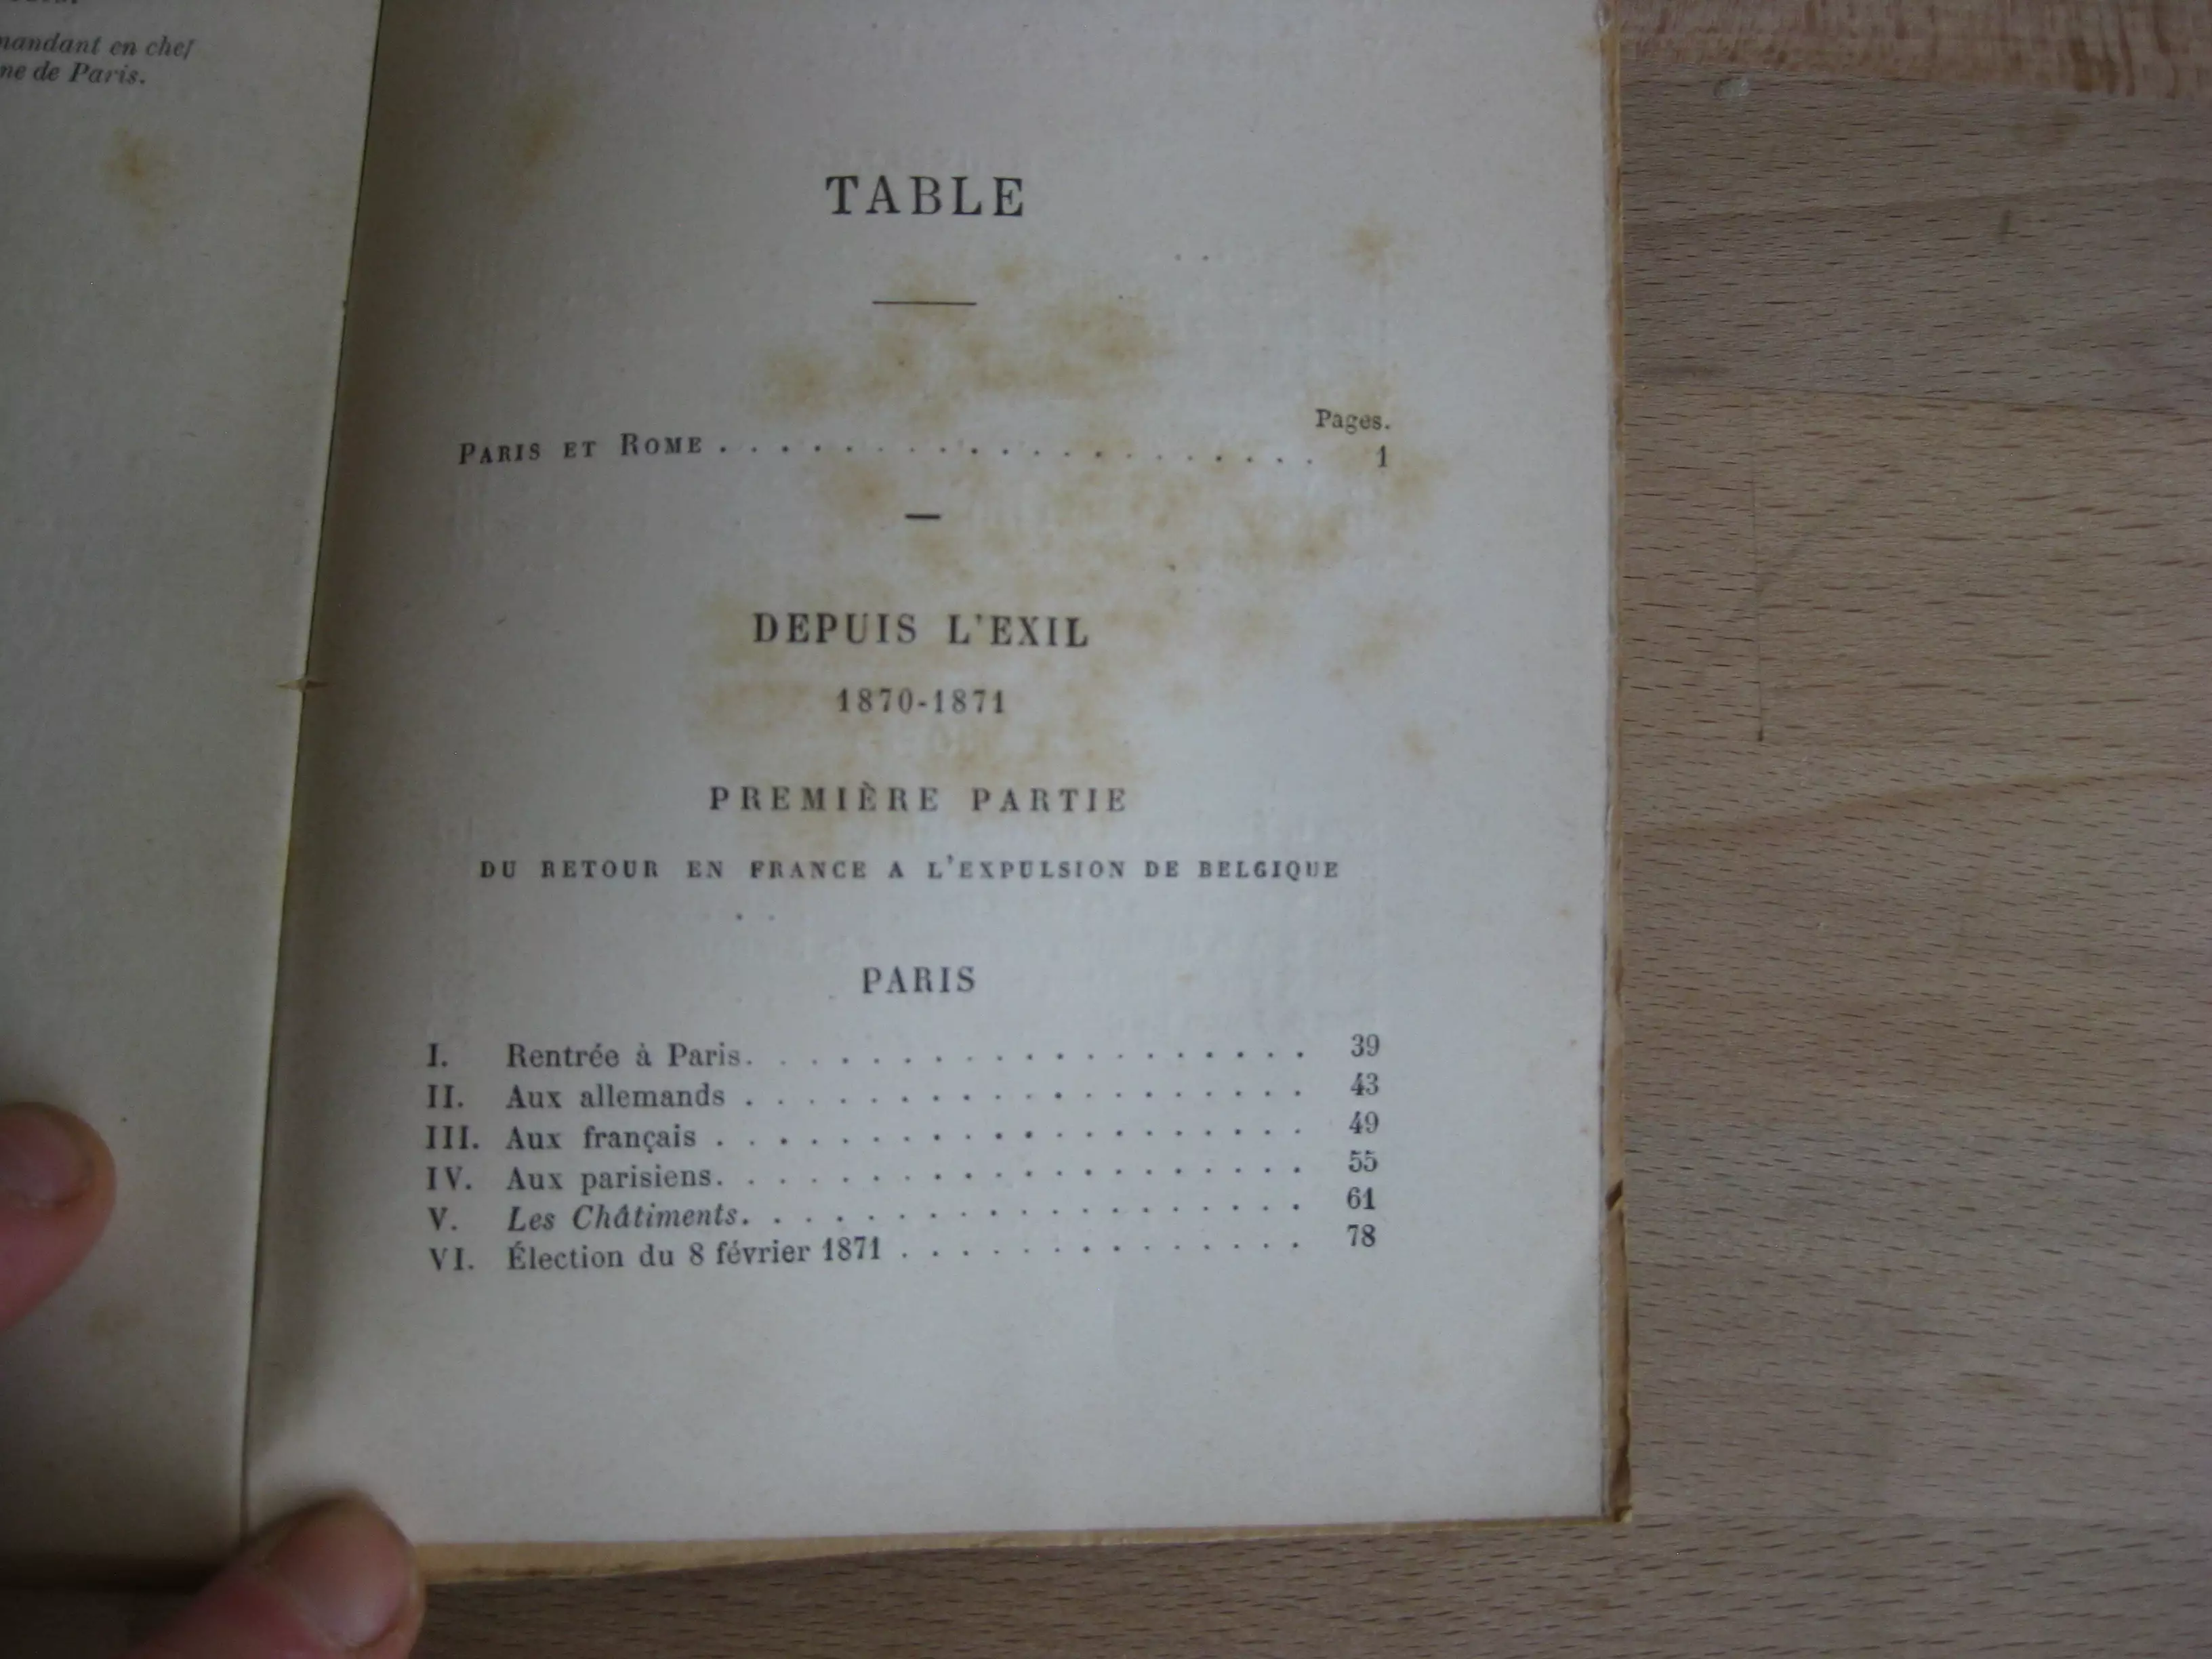 en chef
de Paris.
TABLE
Pages.
PARIS ET ROME . . . . . . . . . . . . . . . . . . . . 1
DEPUIS L'EXIL
1870-1871
PREMIÈRE PARTIE
DU RETOUR EN FRANCE A L'EXPULSION DE BELGIQUE
PARIS
I. Rentrée à Paris. . . . . . . . . . . . . . . . . . . 39
II. Aux allemands . . . . . . . . . . . . . . . . . . . 43
III. Aux français . . . . . . . . . . . . . . . . . . . . 49
IV. Aux parisiens. . . . . . . . . . . . . . . . . . . . 55
V. Les Châtiments. . . . . . . . . . . . . . . . . . . 61
VI. Élection du 8 février 1871 . . . . . . . . . . . . . . 78